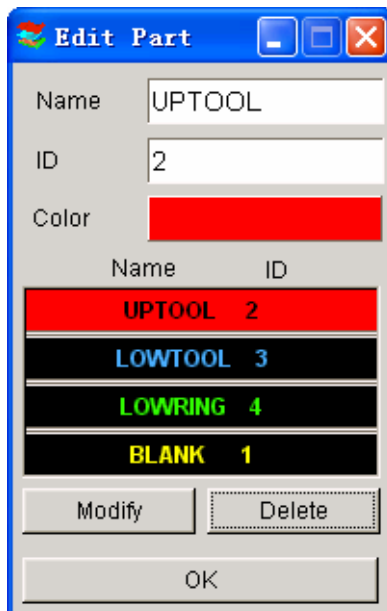 Edit Part
Name UPTOOL
ID 2
Color
Name ID
UPTOOL 2
LOWTOOL 3
LOWRING 4
BLANK 1
Modify Delete
OK